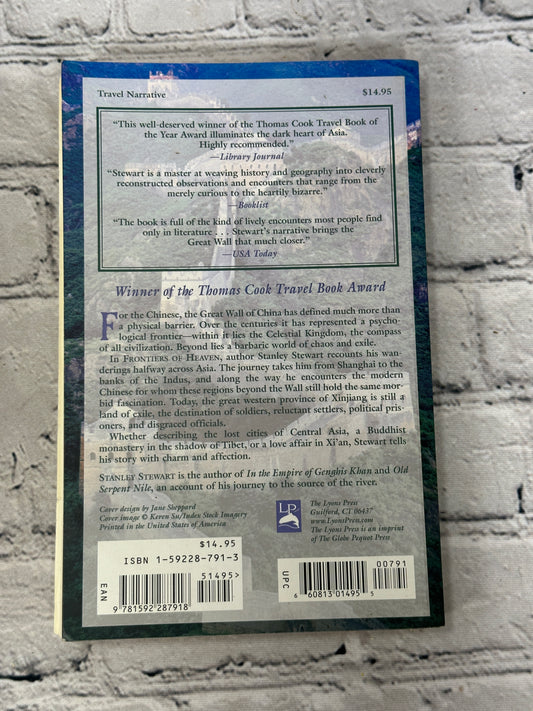 Travel Narrative $14.95
“This well-deserved winner of the Thomas Cook Travel Book of
the Year Award illuminates the dark heart of Asia.
Highly recommended.”
—Library Journal
“Stewart is a master at weaving history and geography into cleverly
reconstructed observations and encounters that range from the
merely curious to the heartily bizarre.”
—Booklist
“The book is full of the kind of lively encounters most people find
only in literature . . . Stewart’s narrative brings the
Great Wall that much closer.”
—USA Today
Winner of the Thomas Cook Travel Book Award
For the Chinese, the Great Wall of China has defined much more than
a physical barrier. Over the centuries it has represented a psycho-
logical frontier—within it lies the Celestial Kingdom, the compass
of all civilization. Beyond lies a barbaric world of chaos and exile.
In FRONTIERS OF HEAVEN, author Stanley Stewart recounts his wan-
derings halfway across Asia. The journey takes him from Shanghai to the
banks of the Indus, and along the way he encounters the modern
Chinese for whom these regions beyond the Wall still hold the same mor-
bid fascination. Today, the great western province of Xinjiang is still a
land of exile, the destination of soldiers, reluctant settlers, political pris-
oners, and disgraced officials.
Whether describing the lost cities of Central Asia, a Buddhist
monastery in the shadow of Tibet, or a love affair in Xi’an, Stewart tells
his story with charm and affection.
STANLEY STEWART is the author of In the Empire of Genghis Khan and Old
Serpent Nile, an account of his journey to the source of the river.
Cover design by Jane Sheppard
Cover image © Keren Su/Index Stock Imagery
Printed in the United States of America
LP
The Lyons Press
Guilford, CT 06437
www.LyonsPress.com
The Lyons Press is an imprint
of The Globe Pequot Press
$14.95
ISBN 1-59228-791-3
51495>
EAN
9 781592 287918
UPC
00791
6 60813 01495 5